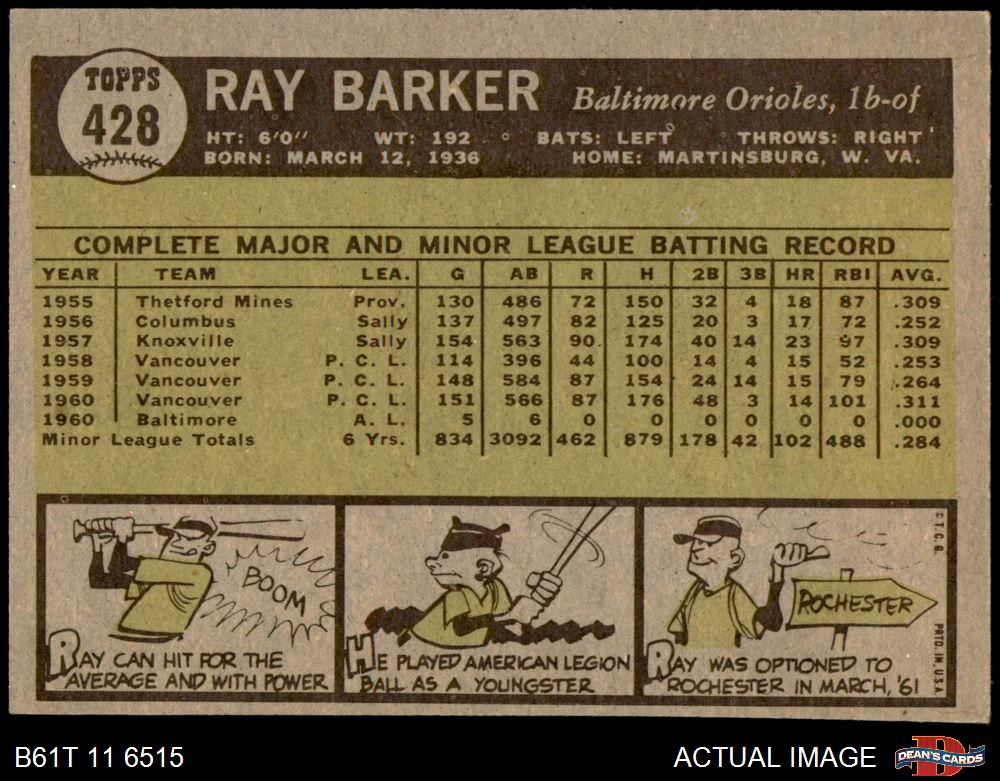 TOPPS
428
RAY BARKER Baltimore Orioles, 1b-of
HT: 6'0" WT: 192 BATS: LEFT THROWS: RIGHT
BORN: MARCH 12, 1936 HOME: MARTINSBURG, W. VA.
COMPLETE MAJOR AND MINOR LEAGUE BATTING RECORD
YEAR TEAM LEA. G AB R H 2B 3B HR RBI AVG.
1955 Thetford Mines Prov. 130 486 72 150 32 4 18 87 .309
1956 Columbus Sally 137 497 82 125 20 3 17 72 .252
1957 Knoxville Sally 154 563 90 174 40 14 23 97 .309
1958 Vancouver P. C. L. 114 396 44 100 14 4 15 52 .253
1959 Vancouver P. C. L. 148 584 87 154 24 14 15 79 .264
1960 Vancouver P. C. L. 151 566 87 176 48 3 14 101 .311
1960 Baltimore A. L. 5 6 0 0 0 0 0 0 .000
Minor League Totals 6 Yrs. 834 3092 462 879 178 42 102 488 .284
BOOM
RAY CAN HIT FOR THE
AVERAGE AND WITH POWER
HE PLAYED AMERICAN LEGION
BALL AS A YOUNGSTER
ROCHESTER
RAY WAS OPTIONED TO
ROCHESTER IN MARCH, '61
© T. C. G. PRTD. IN U.S.A.
B61T 11 6515
ACTUAL IMAGE
D
DEAN'S CARDS